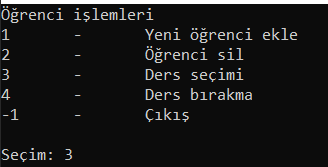 Öğrenci işlemleri
1 - Yeni öğrenci ekle
2 - Öğrenci sil
3 - Ders seçimi
4 - Ders bırakma
-1 - Çıkış
Seçim: 3